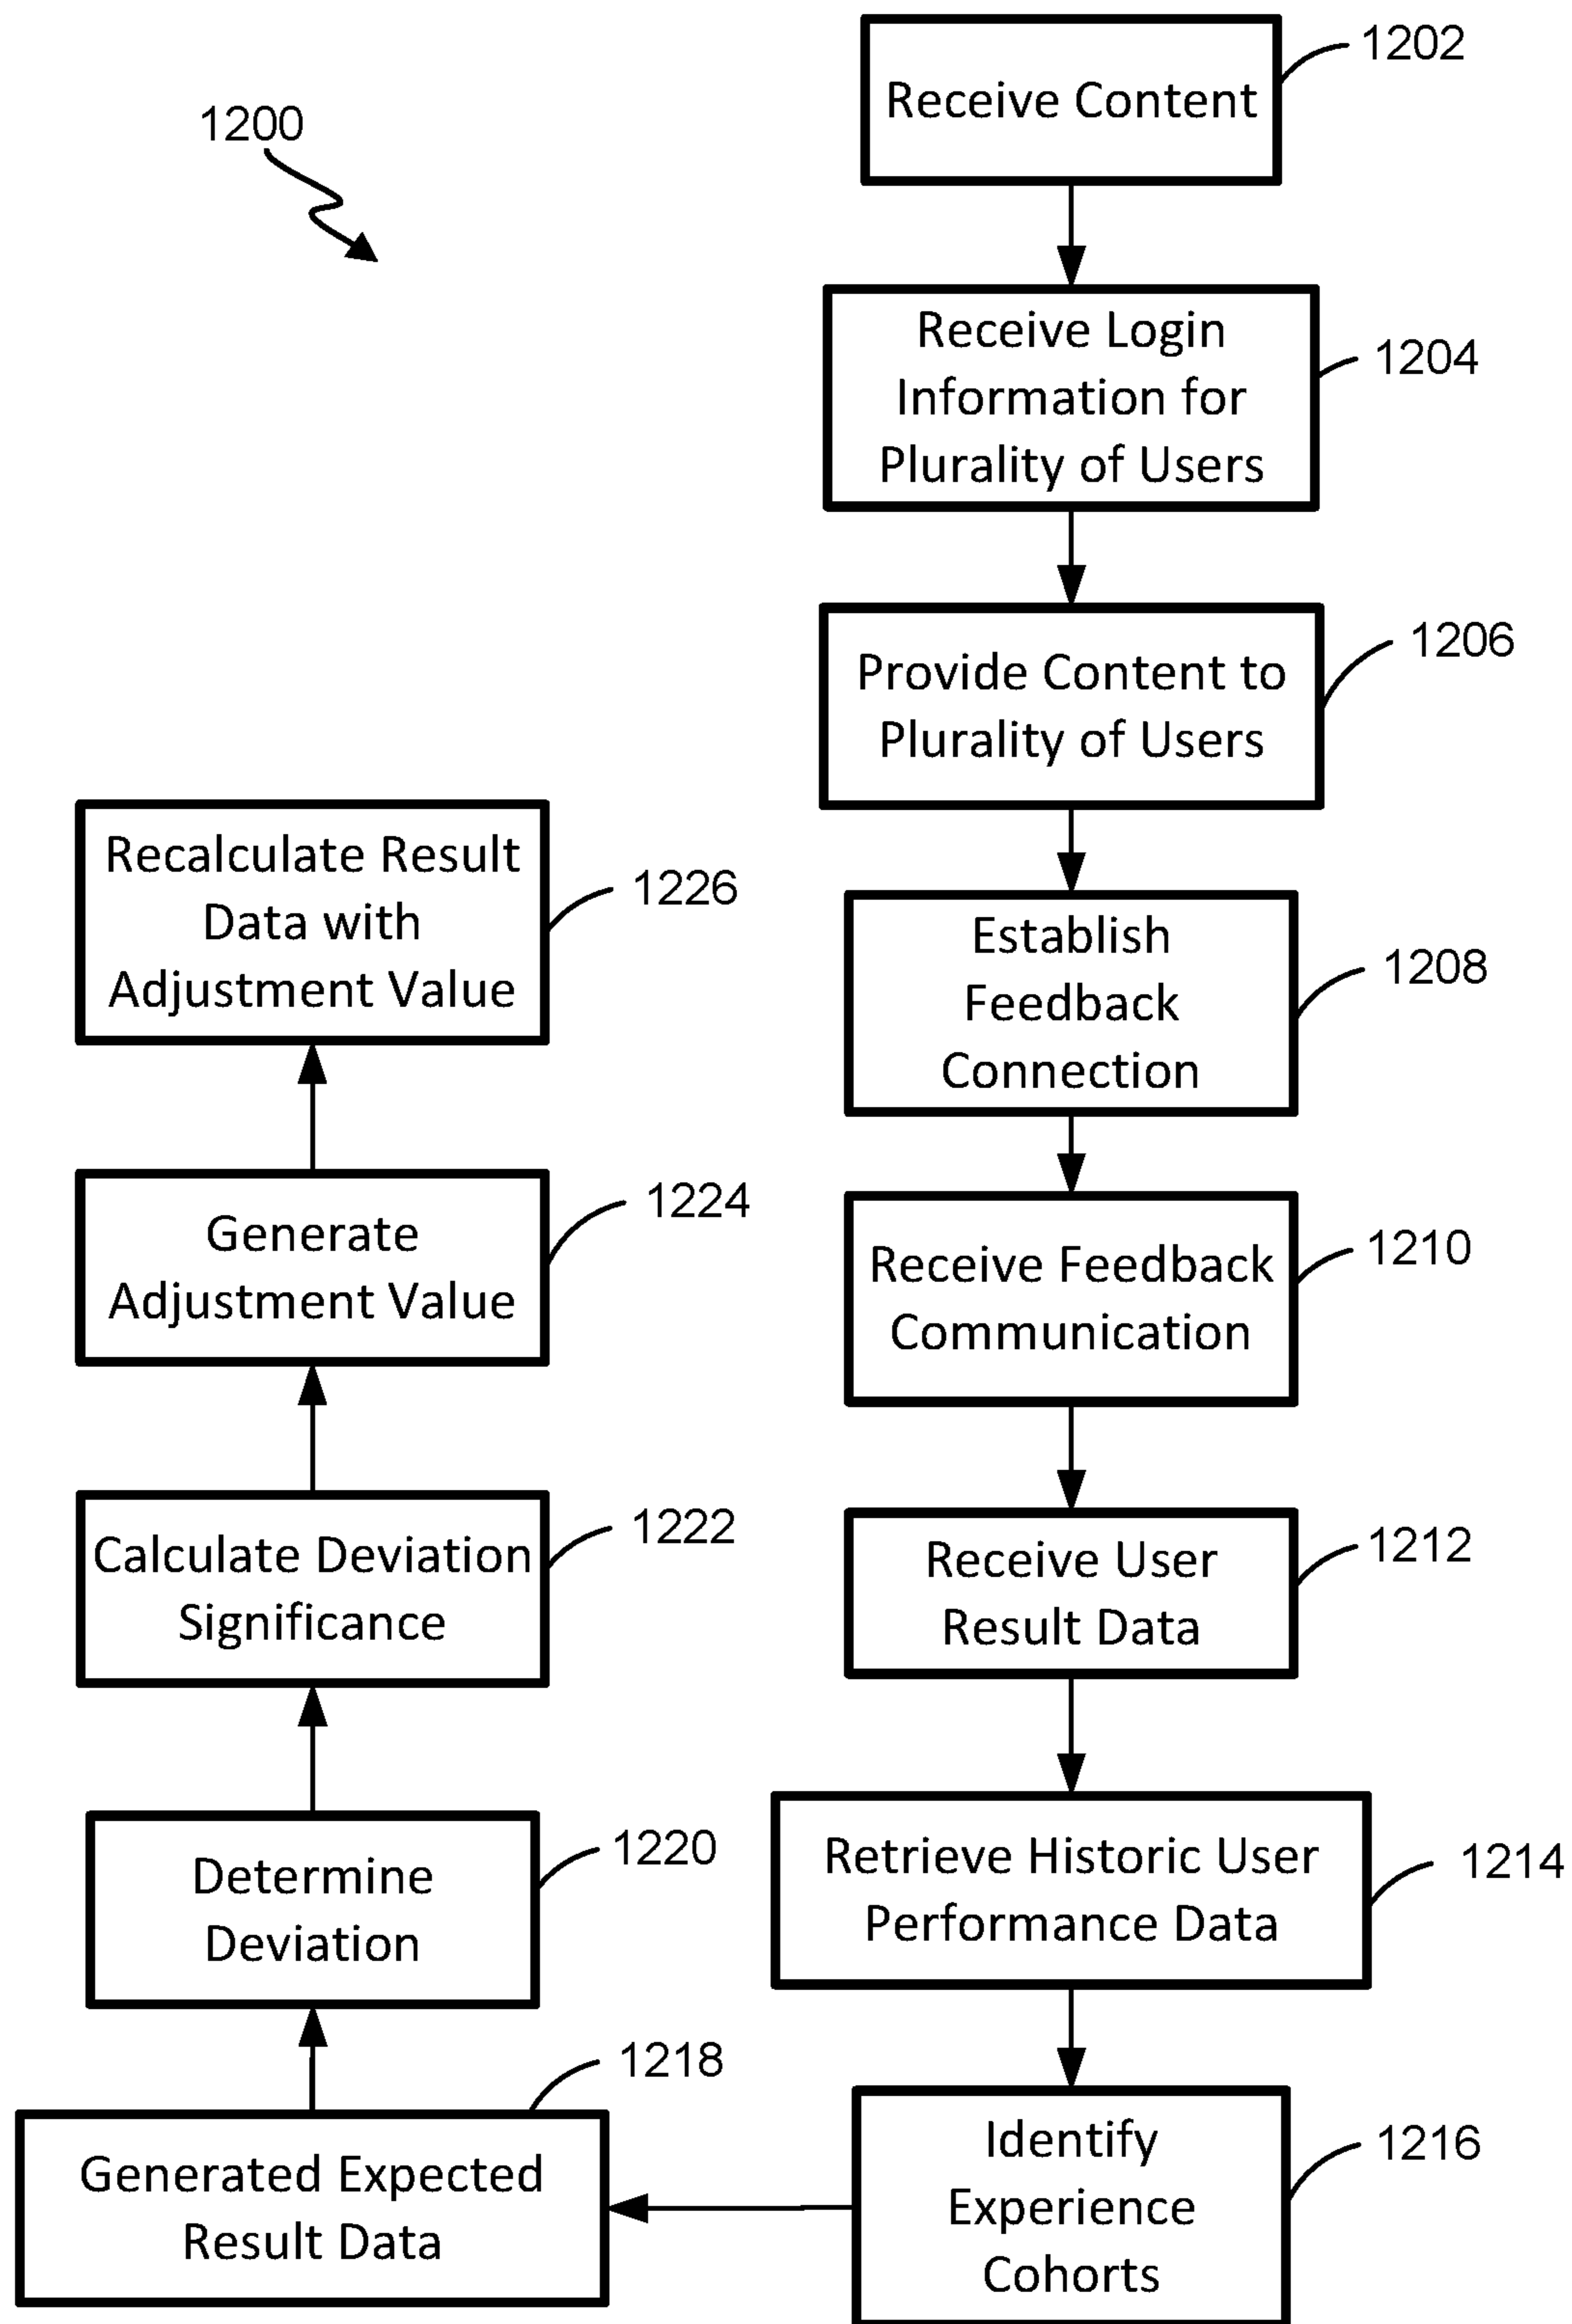 1200
Receive Content
1202
Receive Login
Information for
Plurality of Users
1204
Provide Content to
Plurality of Users
1206
Establish
Feedback
Connection
1208
Receive Feedback
Communication
1210
Receive User
Result Data
1212
Retrieve Historic User
Performance Data
1214
Identify
Experience
Cohorts
1216
Generated Expected
Result Data
1218
Determine
Deviation
1220
Calculate Deviation
Significance
1222
Generate
Adjustment Value
1224
Recalculate Result
Data with
Adjustment Value
1226